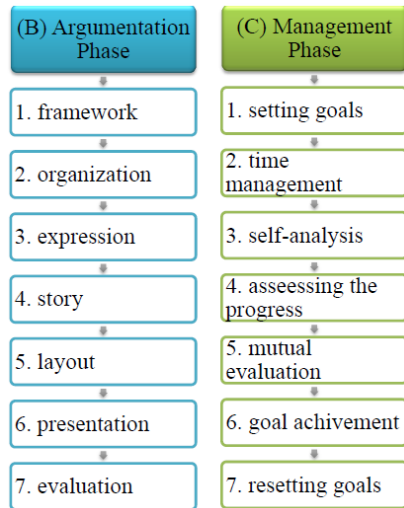 (B) Argumentation
Phase
1. framework
2. organization
3. expression
4. story
5. layout
6. presentation
7. evaluation
(C) Management
Phase
1. setting goals
2. time
management
3. self-analysis
4. asseessing the
progress
5. mutual
evaluation
6. goal achivement
7. resetting goals